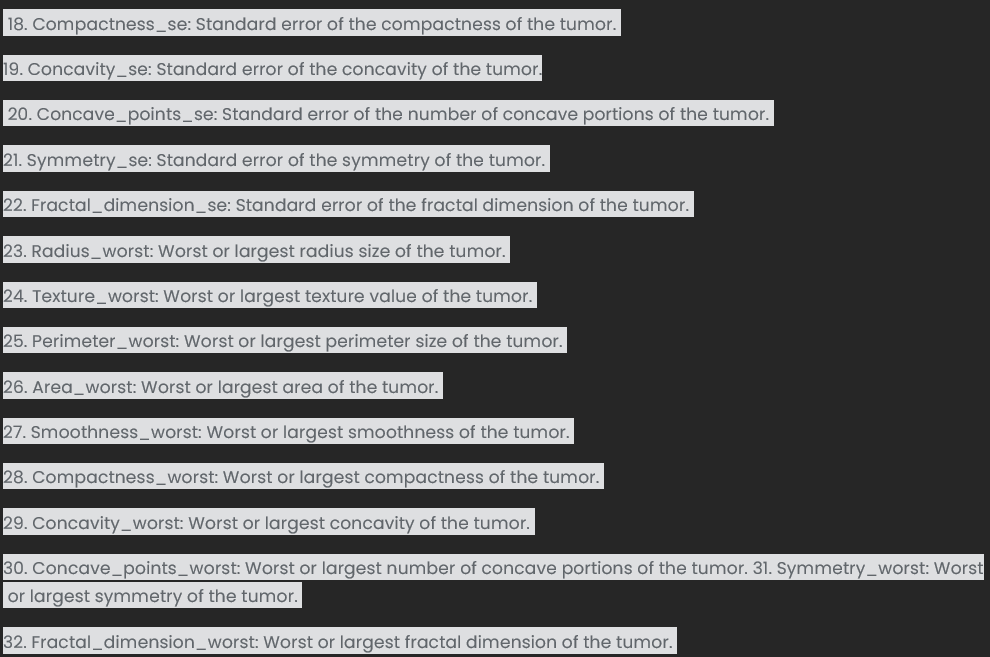 18. Compactness_se: Standard error of the compactness of the tumor.
19. Concavity_se: Standard error of the concavity of the tumor.
20. Concave_points_se: Standard error of the number of concave portions of the tumor.
21. Symmetry_se: Standard error of the symmetry of the tumor.
22. Fractal_dimension_se: Standard error of the fractal dimension of the tumor.
23. Radius_worst: Worst or largest radius size of the tumor.
24. Texture_worst: Worst or largest texture value of the tumor.
25. Perimeter_worst: Worst or largest perimeter size of the tumor.
26. Area_worst: Worst or largest area of the tumor.
27. Smoothness_worst: Worst or largest smoothness of the tumor.
28. Compactness_worst: Worst or largest compactness of the tumor.
29. Concavity_worst: Worst or largest concavity of the tumor.
30. Concave_points_worst: Worst or largest number of concave portions of the tumor. 31. Symmetry_worst: Worst
or largest symmetry of the tumor.
32. Fractal_dimension_worst: Worst or largest fractal dimension of the tumor.